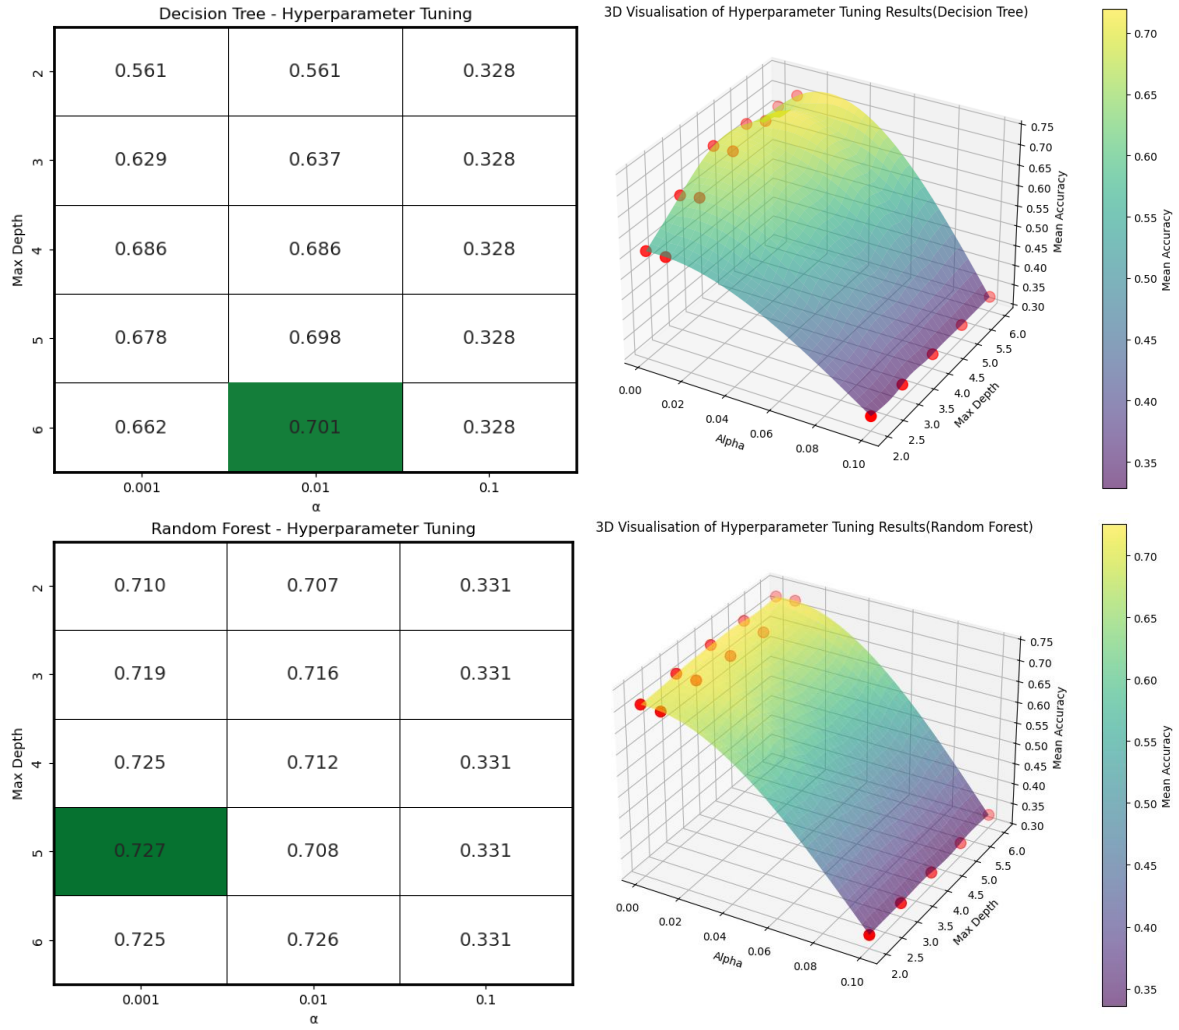 Decision Tree - Hyperparameter Tuning
Max Depth
2 0.561 0.561 0.328
3 0.629 0.637 0.328
4 0.686 0.686 0.328
5 0.678 0.698 0.328
6 0.662 0.701 0.328
0.001 0.01 0.1
α
3D Visualisation of Hyperparameter Tuning Results(Decision Tree)
0.75
0.70
0.65
0.60
0.55
0.50
0.45
0.40
0.35
0.30
Mean Accuracy
6.0
5.5
5.0
4.5
4.0
3.5
3.0
2.5
2.0
Max Depth
0.00 0.02 0.04 0.06 0.08 0.10
Alpha
0.70
0.65
0.60
0.55
0.50
0.45
0.40
0.35
Mean Accuracy
Random Forest - Hyperparameter Tuning
Max Depth
2 0.710 0.707 0.331
3 0.719 0.716 0.331
4 0.725 0.712 0.331
5 0.727 0.708 0.331
6 0.725 0.726 0.331
0.001 0.01 0.1
α
3D Visualisation of Hyperparameter Tuning Results(Random Forest)
0.75
0.70
0.65
0.60
0.55
0.50
0.45
0.40
0.35
0.30
Mean Accuracy
6.0
5.5
5.0
4.5
4.0
3.5
3.0
2.5
2.0
Max Depth
0.00 0.02 0.04 0.06 0.08 0.10
Alpha
0.70
0.65
0.60
0.55
0.50
0.45
0.40
0.35
Mean Accuracy